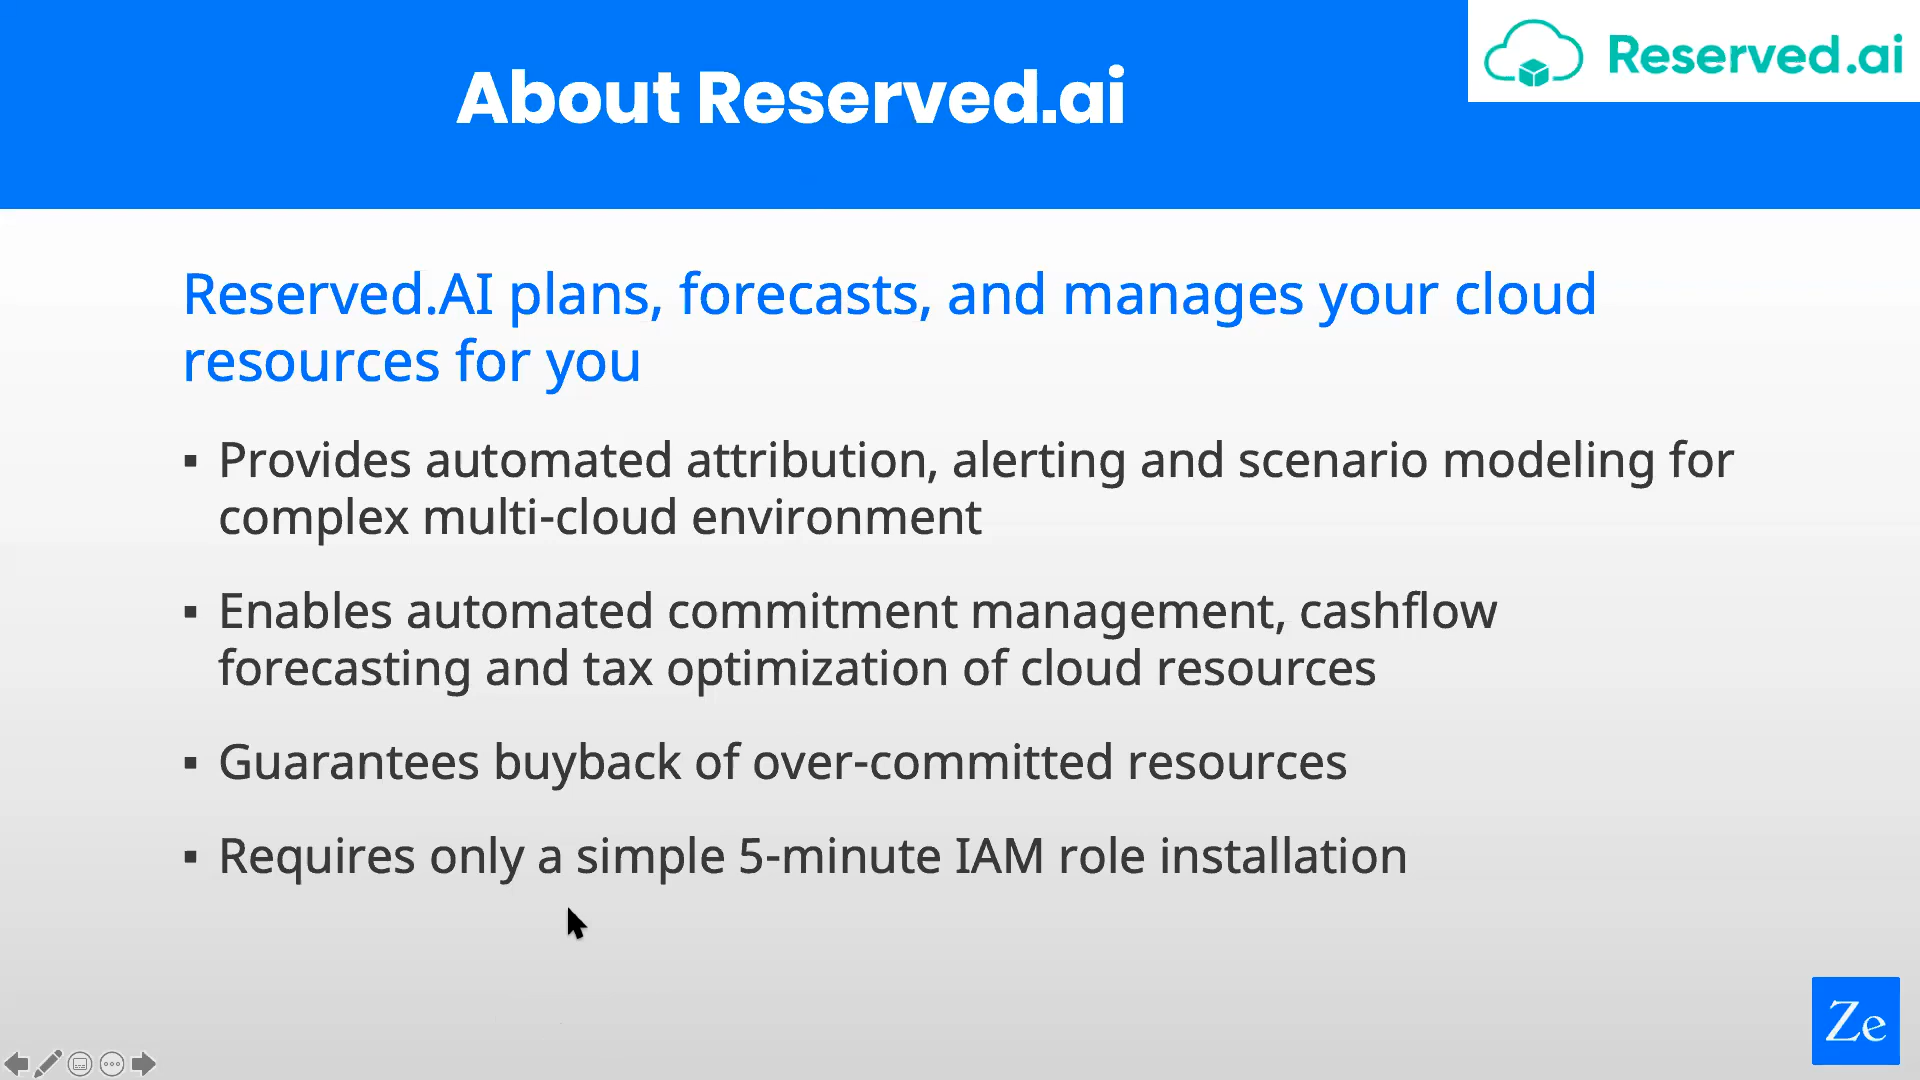 About Reserved.ai
Reserved.ai
Reserved.AI plans, forecasts, and manages your cloud
resources for you
▪ Provides automated attribution, alerting and scenario modeling for
complex multi-cloud environment
▪ Enables automated commitment management, cashflow
forecasting and tax optimization of cloud resources
▪ Guarantees buyback of over-committed resources
▪ Requires only a simple 5-minute IAM role installation
Ze